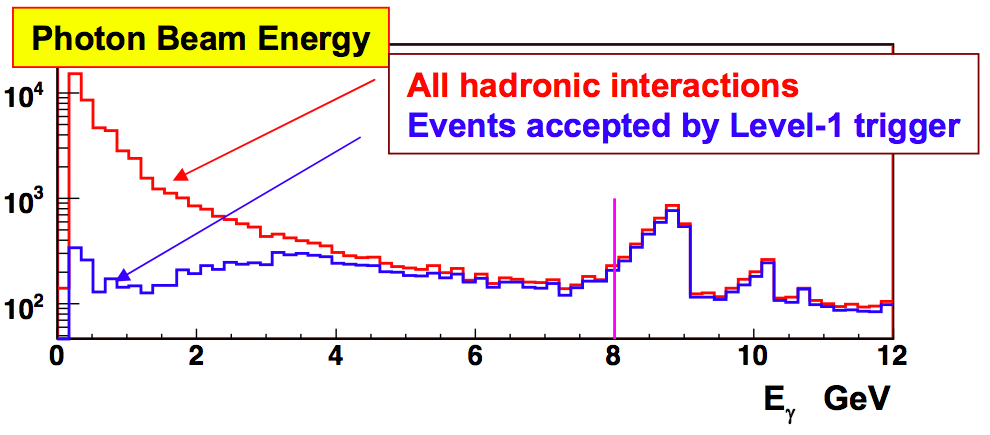 Photon Beam Energy
All hadronic interactions
Events accepted by Level-1 trigger
10⁴
10³
10²
0 2 4 6 8 10 12
Eᵧ GeV